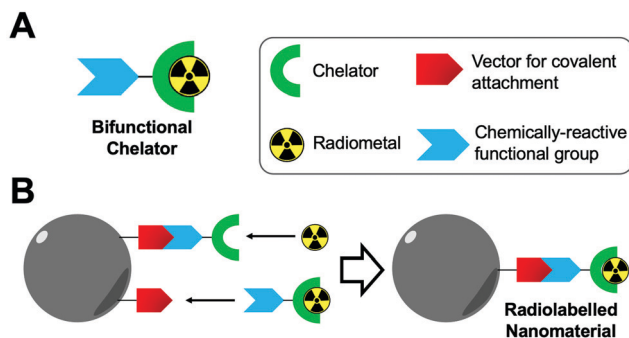 A
Bifunctional
Chelator
Chelator
Vector for covalent
attachment
Radiometal
Chemically-reactive
functional group
B
Radiolabelled
Nanomaterial